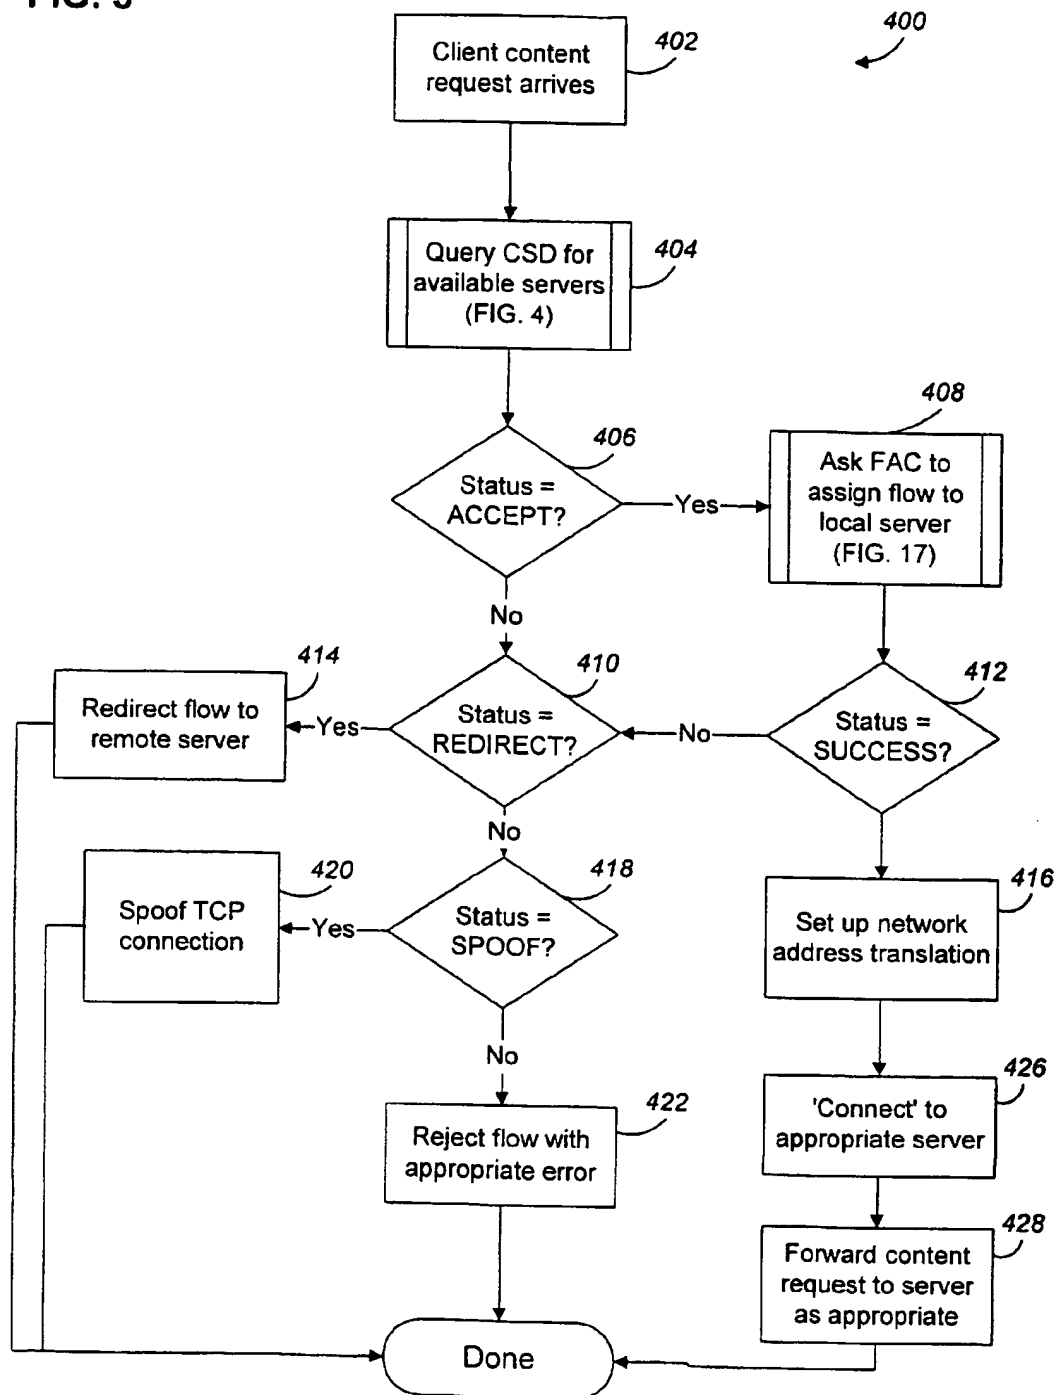 400
Client content
request arrives
402
Query CSD for
available servers
(FIG. 4)
404
Status =
ACCEPT?
406
Yes
No
Ask FAC to
assign flow to
local server
(FIG. 17)
408
Status =
REDIRECT?
410
Yes
No
Status =
SUCCESS?
412
No
Redirect flow to
remote server
414
Status =
SPOOF?
418
Yes
No
Spoof TCP
connection
420
Set up network
address translation
416
Reject flow with
appropriate error
422
'Connect' to
appropriate server
426
Forward content
request to server
as appropriate
428
Done